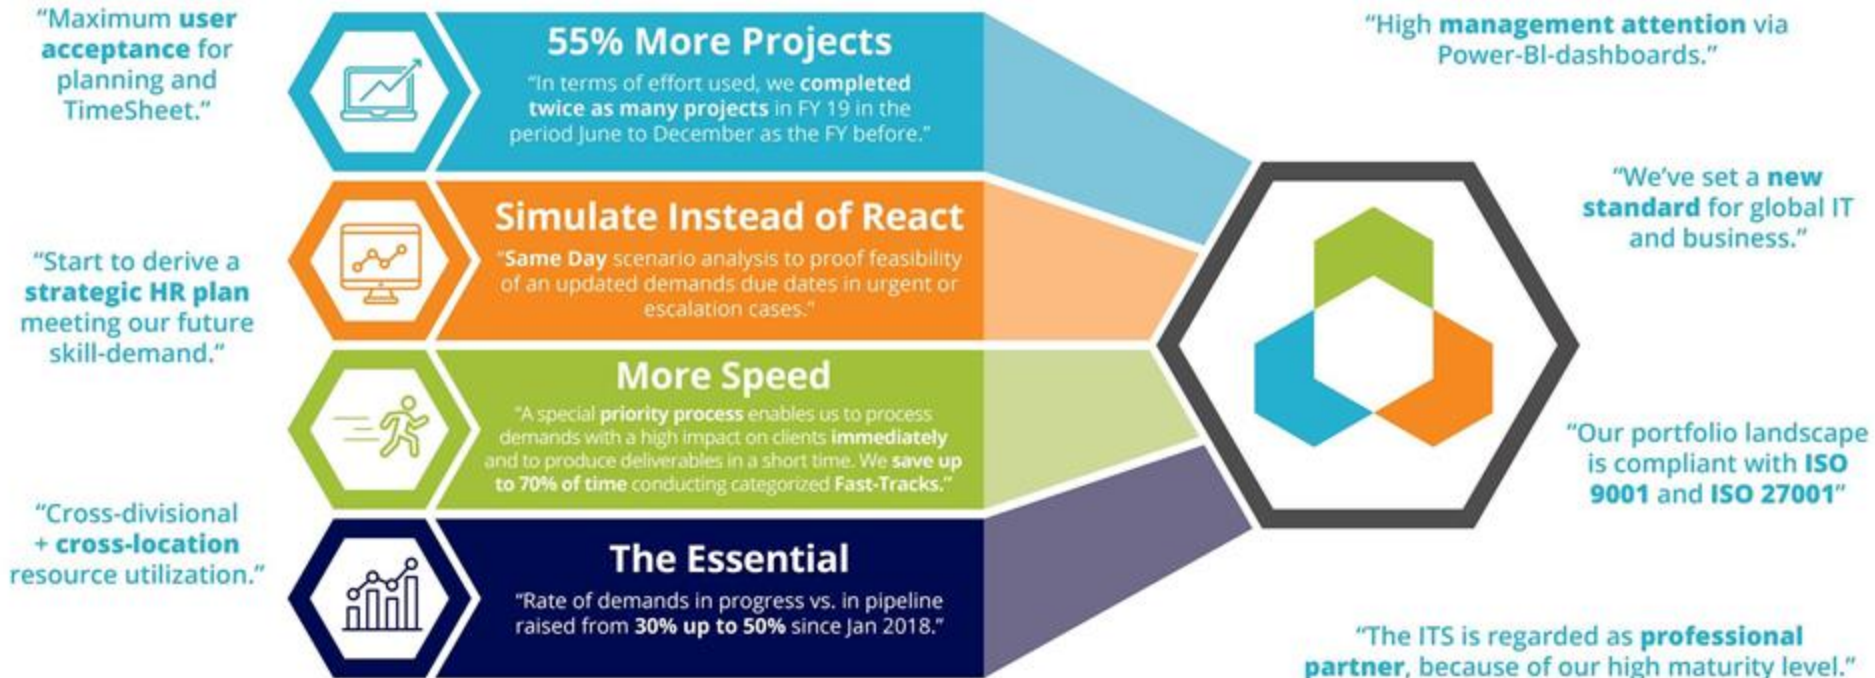 “Maximum user
acceptance for
planning and
TimeSheet.”
“Start to derive a
strategic HR plan
meeting our future
skill-demand.”
“Cross-divisional
+ cross-location
resource utilization.”
55% More Projects
“In terms of effort used, we completed
twice as many projects in FY 19 in the
period June to December as the FY before.”
Simulate Instead of React
“Same Day scenario analysis to proof feasibility
of an updated demands due dates in urgent or
escalation cases.”
More Speed
“A special priority process enables us to process
demands with a high impact on clients immediately
and to produce deliverables in a short time. We save up
to 70% of time conducting categorized Fast-Tracks.”
The Essential
“Rate of demands in progress vs. in pipeline
raised from 30% up to 50% since Jan 2018.”
“High management attention via
Power-BI-dashboards.”
“We’ve set a new
standard for global IT
and business.”
“Our portfolio landscape
is compliant with ISO
9001 and ISO 27001”
“The ITS is regarded as professional
partner, because of our high maturity level.”